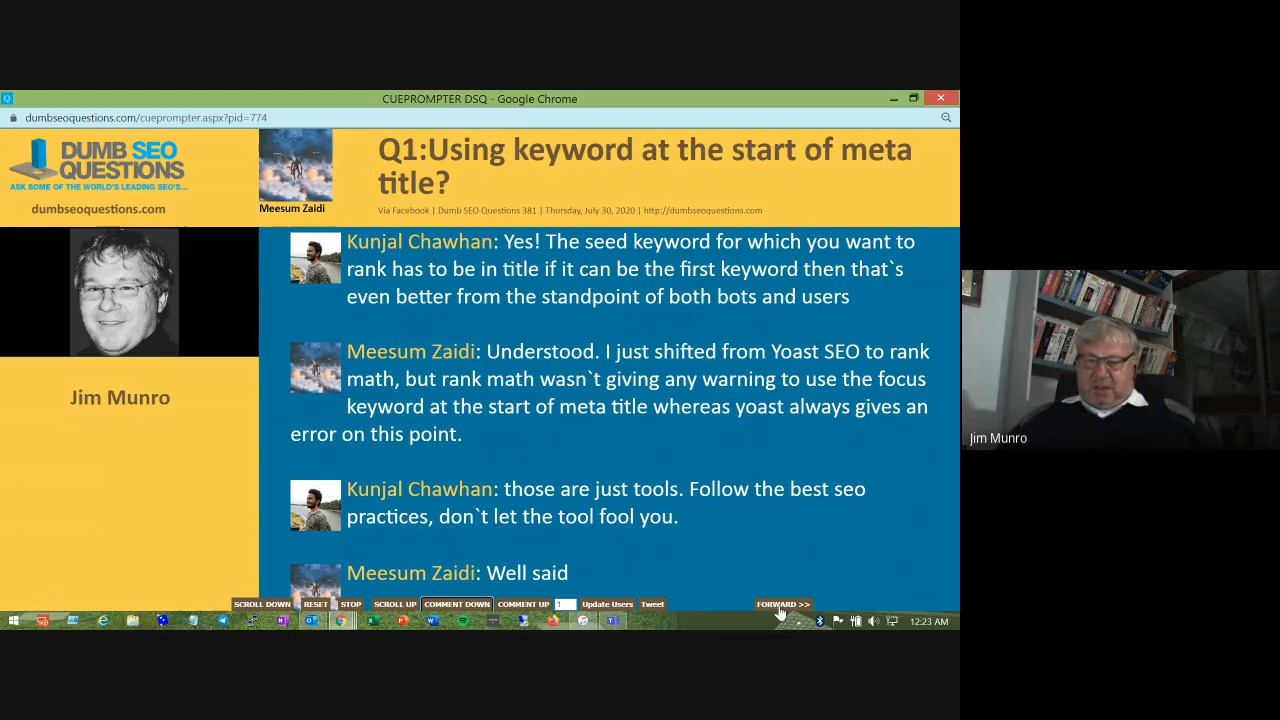 CUEPROMPTER DSQ - Google Chrome
dumbseoquestions.com/cueprompter.aspx?pid=774
DUMB SEO
QUESTIONS
ASK SOME OF THE WORLD'S LEADING SEO'S...
dumbseoquestions.com
Meesum Zaidi
Q1:Using keyword at the start of meta
title?
Via Facebook | Dumb SEO Questions 381 | Thursday, July 30, 2020 | http://dumbseoquestions.com
Jim Munro
Kunjal Chawhan: Yes! The seed keyword for which you want to
rank has to be in title if it can be the first keyword then that`s
even better from the standpoint of both bots and users
Meesum Zaidi: Understood. I just shifted from Yoast SEO to rank
math, but rank math wasn`t giving any warning to use the focus
keyword at the start of meta title whereas yoast always gives an
error on this point.
Kunjal Chawhan: those are just tools. Follow the best seo
practices, don`t let the tool fool you.
Meesum Zaidi: Well said
SCROLL DOWN RESET STOP SCROLL UP COMMENT DOWN COMMENT UP 1 Update Users Tweet FORWARD >>
12:23 AM
Jim Munro